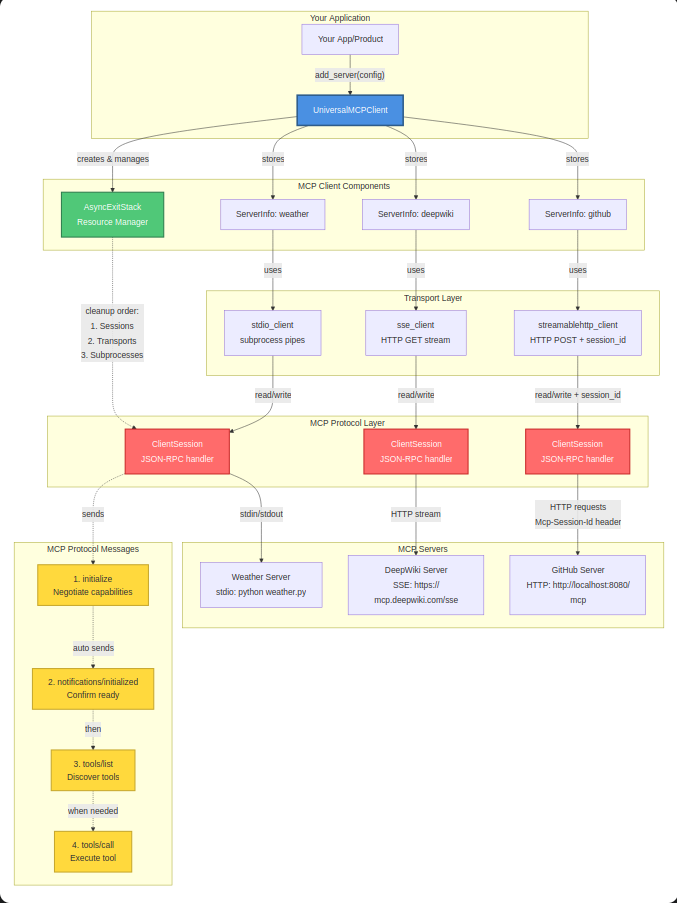 Your Application
Your App/Product
add_server(config)
UniversalMCPClient
creates & manages
stores
stores
stores
MCP Client Components
AsyncExitStack
Resource Manager
ServerInfo: weather
ServerInfo: deepwiki
ServerInfo: github
uses
uses
uses
cleanup order:
1. Sessions
2. Transports
3. Subprocesses
Transport Layer
stdio_client
subprocess pipes
sse_client
HTTP GET stream
streamablehttp_client
HTTP POST + session_id
read/write
read/write
read/write + session_id
MCP Protocol Layer
ClientSession
JSON-RPC handler
ClientSession
JSON-RPC handler
ClientSession
JSON-RPC handler
sends
stdin/stdout
HTTP stream
HTTP requests
Mcp-Session-Id header
MCP Protocol Messages
1. initialize
Negotiate capabilities
auto sends
2. notifications/initialized
Confirm ready
then
3. tools/list
Discover tools
when needed
4. tools/call
Execute tool
MCP Servers
Weather Server
stdio: python weather.py
DeepWiki Server
SSE: https://
mcp.deepwiki.com/sse
GitHub Server
HTTP: http://localhost:8080/
mcp